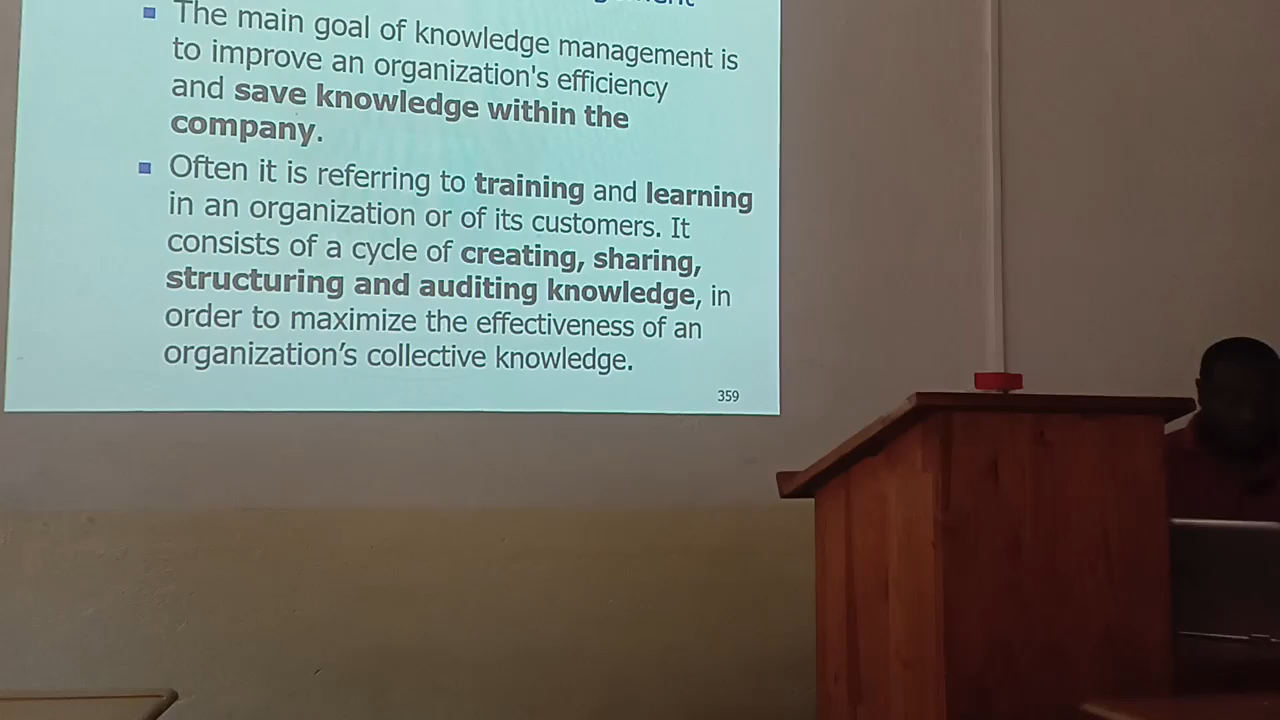 The main goal of knowledge management is
to improve an organization's efficiency
and save knowledge within the
company.
Often it is referring to training and learning
in an organization or of its customers. It
consists of a cycle of creating, sharing,
structuring and auditing knowledge, in
order to maximize the effectiveness of an
organization’s collective knowledge.
359